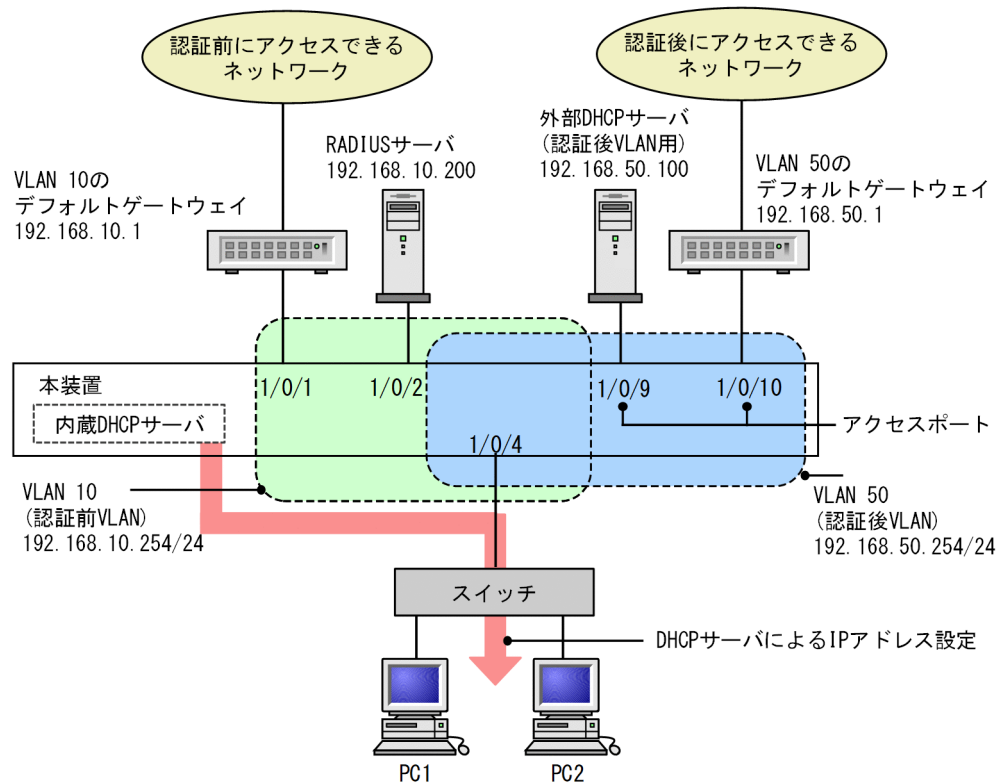 認証前にアクセスできる
ネットワーク
認証後にアクセスできる
ネットワーク
VLAN 10の
デフォルトゲートウェイ
192.168.10.1
RADIUSサーバ
192.168.10.200
外部DHCPサーバ
(認証後VLAN用)
192.168.50.100
VLAN 50の
デフォルトゲートウェイ
192.168.50.1
本装置
内蔵DHCPサーバ
1/0/1
1/0/2
1/0/9
1/0/10
1/0/4
アクセスポート
VLAN 10
(認証前VLAN)
192.168.10.254/24
VLAN 50
(認証後VLAN)
192.168.50.254/24
スイッチ
DHCPサーバによるIPアドレス設定
PC1
PC2